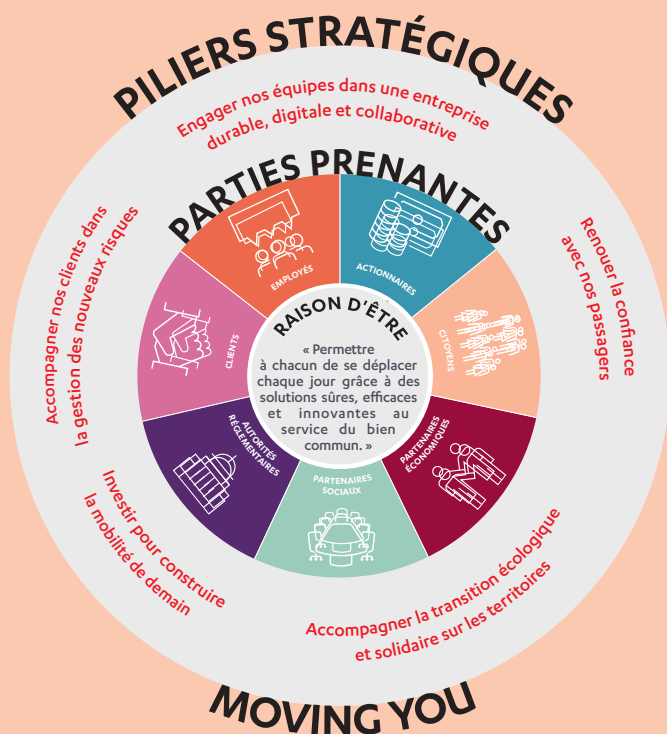 PILIERS STRATÉGIQUES
Engager nos équipes dans une entreprise
durable, digitale et collaborative
Renouer la confiance
avec nos passagers
Accompagner la transition écologique
et solidaire sur les territoires
Investir pour construire
la mobilité de demain
Accompagner nos clients dans
la gestion des nouveaux risques
PARTIES PRENANTES
EMPLOYÉS
ACTIONNAIRES
CITOYENS
PARTENAIRES
ÉCONOMIQUES
PARTENAIRES
SOCIAUX
AUTORITÉS
RÉGLEMENTAIRES
CLIENTS
RAISON D'ÊTRE
« Permettre
à chacun de se déplacer
chaque jour grâce à des
solutions sûres, efficaces
et innovantes au
service du bien
commun. »
MOVING YOU